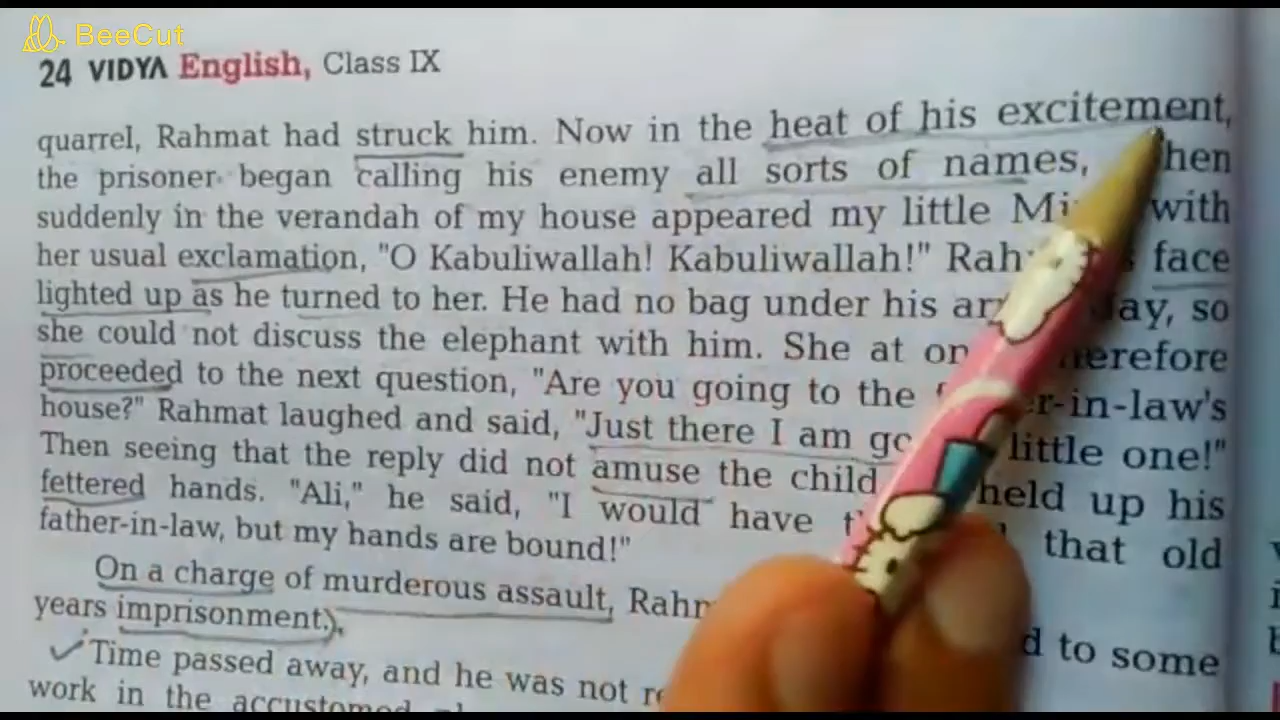 BeeCut
24 VIDYA English, Class IX
quarrel, Rahmat had struck him. Now in the heat of his excitement,
the prisoner began calling his enemy all sorts of names, hen
suddenly in the verandah of my house appeared my little Mi with
her usual exclamation, "O Kabuliwallah! Kabuliwallah!" Rah face
lighted up as he turned to her. He had no bag under his ar ay, so
she could not discuss the elephant with him. She at on herefore
proceeded to the next question, "Are you going to the r-in-law's
house?" Rahmat laughed and said, "Just there I am go little one!"
Then seeing that the reply did not amuse the child held up his
fettered hands. "Ali," he said, "I would have that old
father-in-law, but my hands are bound!"
On a charge of murderous assault, Rahm d to some
years imprisonment.
Time passed away, and he was not re
work in the accustomed